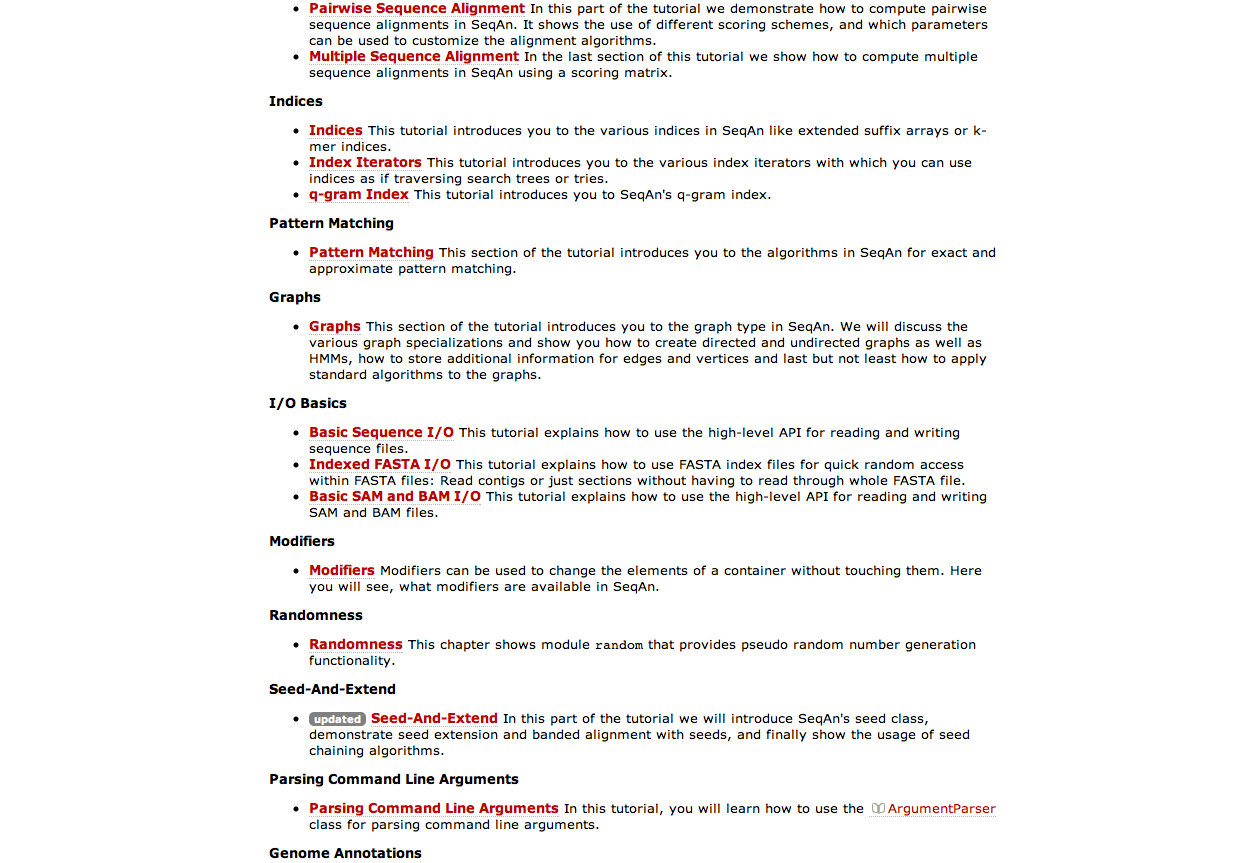 Pairwise Sequence Alignment In this part of the tutorial we demonstrate how to compute pairwise
sequence alignments in SeqAn. It shows the use of different scoring schemes, and which parameters
can be used to customize the alignment algorithms.
Multiple Sequence Alignment In the last section of this tutorial we show how to compute multiple
sequence alignments in SeqAn using a scoring matrix.
Indices
Indices This tutorial introduces you to the various indices in SeqAn like extended suffix arrays or k-
mer indices.
Index Iterators This tutorial introduces you to the various index iterators with which you can use
indices as if traversing search trees or tries.
q-gram Index This tutorial introduces you to SeqAn's q-gram index.
Pattern Matching
Pattern Matching This section of the tutorial introduces you to the algorithms in SeqAn for exact and
approximate pattern matching.
Graphs
Graphs This section of the tutorial introduces you to the graph type in SeqAn. We will discuss the
various graph specializations and show you how to create directed and undirected graphs as well as
HMMs, how to store additional information for edges and vertices and last but not least how to apply
standard algorithms to the graphs.
I/O Basics
Basic Sequence I/O This tutorial explains how to use the high-level API for reading and writing
sequence files.
Indexed FASTA I/O This tutorial explains how to use FASTA index files for quick random access
within FASTA files: Read contigs or just sections without having to read through whole FASTA file.
Basic SAM and BAM I/O This tutorial explains how to use the high-level API for reading and writing
SAM and BAM files.
Modifiers
Modifiers Modifiers can be used to change the elements of a container without touching them. Here
you will see, what modifiers are available in SeqAn.
Randomness
Randomness This chapter shows module random that provides pseudo random number generation
functionality.
Seed-And-Extend
updated Seed-And-Extend In this part of the tutorial we will introduce SeqAn's seed class,
demonstrate seed extension and banded alignment with seeds, and finally show the usage of seed
chaining algorithms.
Parsing Command Line Arguments
Parsing Command Line Arguments In this tutorial, you will learn how to use the ArgumentParser
class for parsing command line arguments.
Genome Annotations